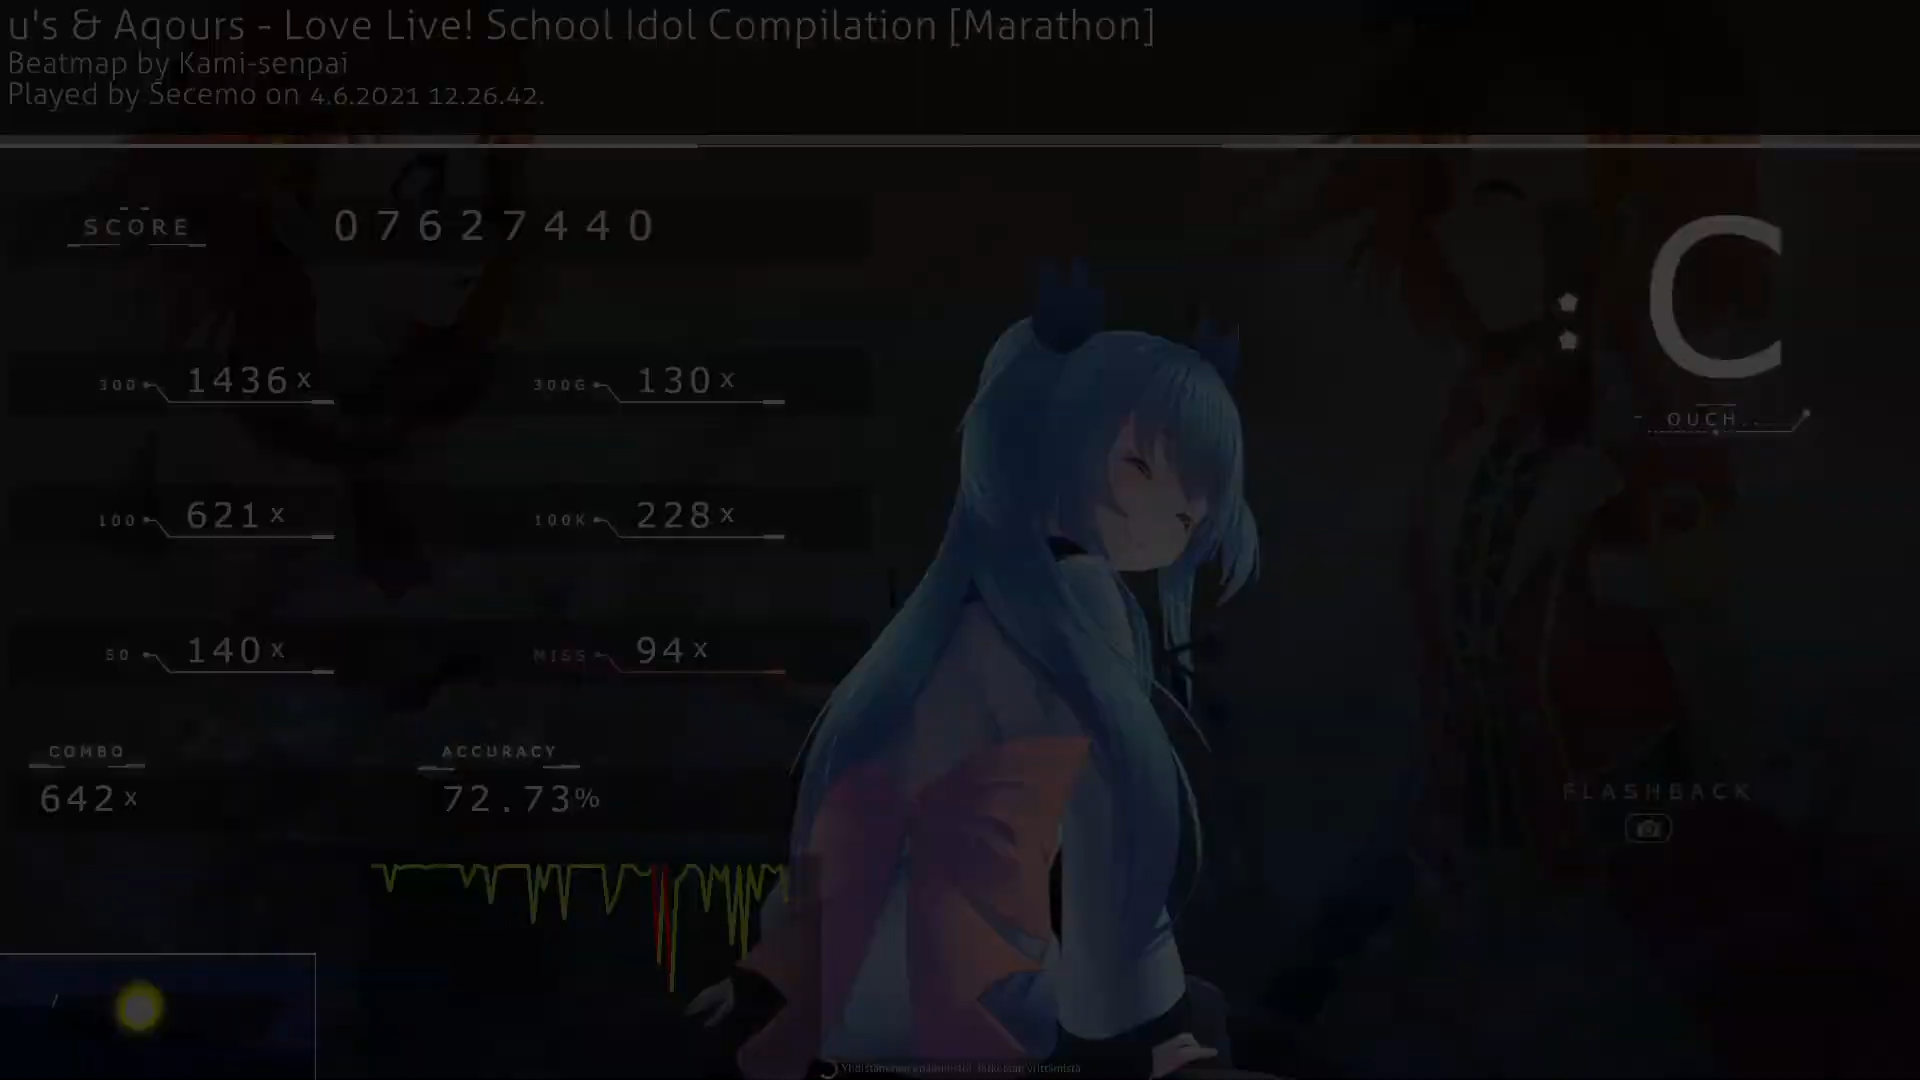 u's & Aqours - Love Live! School Idol Compilation [Marathon]
Beatmap by Kami-senpai
Played by Secemo on 4.6.2021 12.26.42.
SCORE 07627440
C
OUCH..
300 1436x 300G 130x
100 621x 100K 228x
50 140x MISS 94x
COMBO ACCURACY
642x 72.73%
FLASHBACK